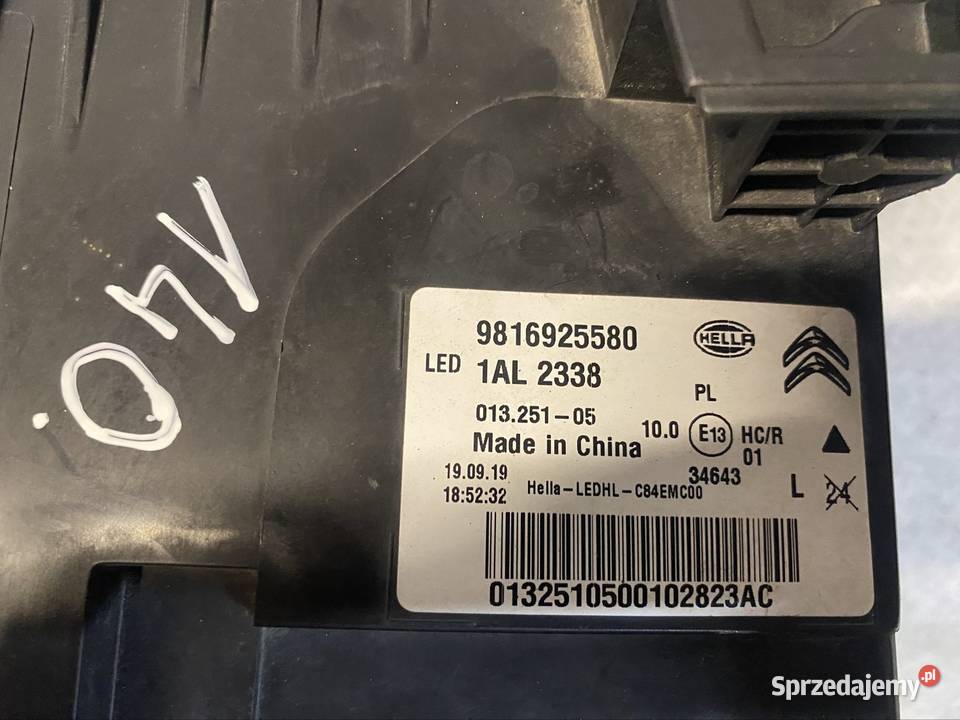 140.
9816925580
HELLA
LED 1AL 2338
PL
013.251-05
10.0 E13 HC/R
Made in China
01
19.09.19
34643
18:52:32 Hella-LEDHL-C84EMC00
L 24
0132510500102823AC
Sprzedajemy.pl